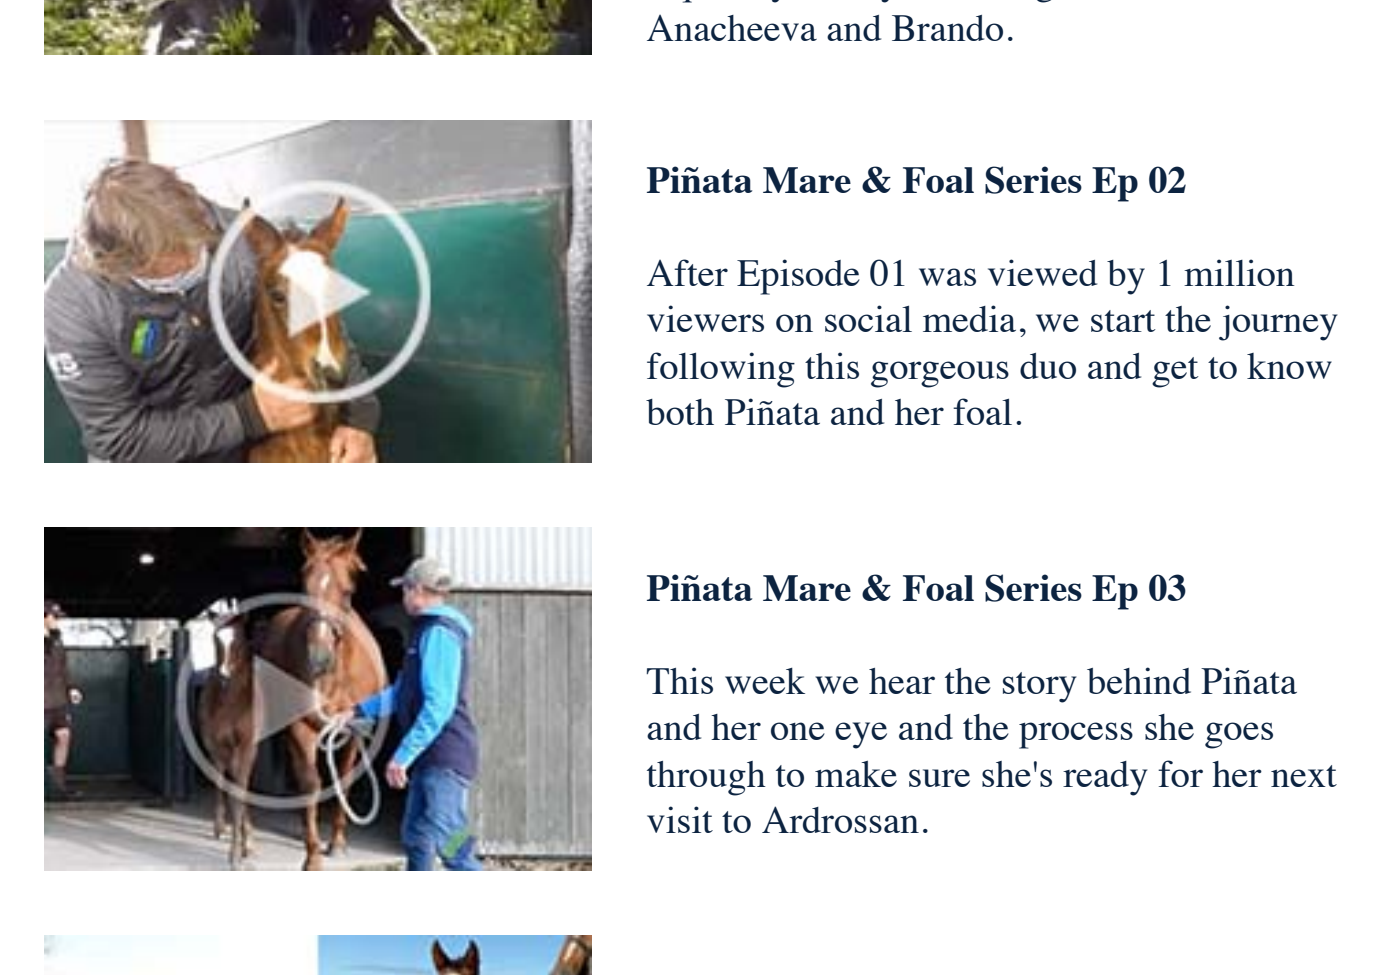 Anacheeva and Brando.
Piñata Mare & Foal Series Ep 02
After Episode 01 was viewed by 1 million
viewers on social media, we start the journey
following this gorgeous duo and get to know
both Piñata and her foal.
Piñata Mare & Foal Series Ep 03
This week we hear the story behind Piñata
and her one eye and the process she goes
through to make sure she's ready for her next
visit to Ardrossan.